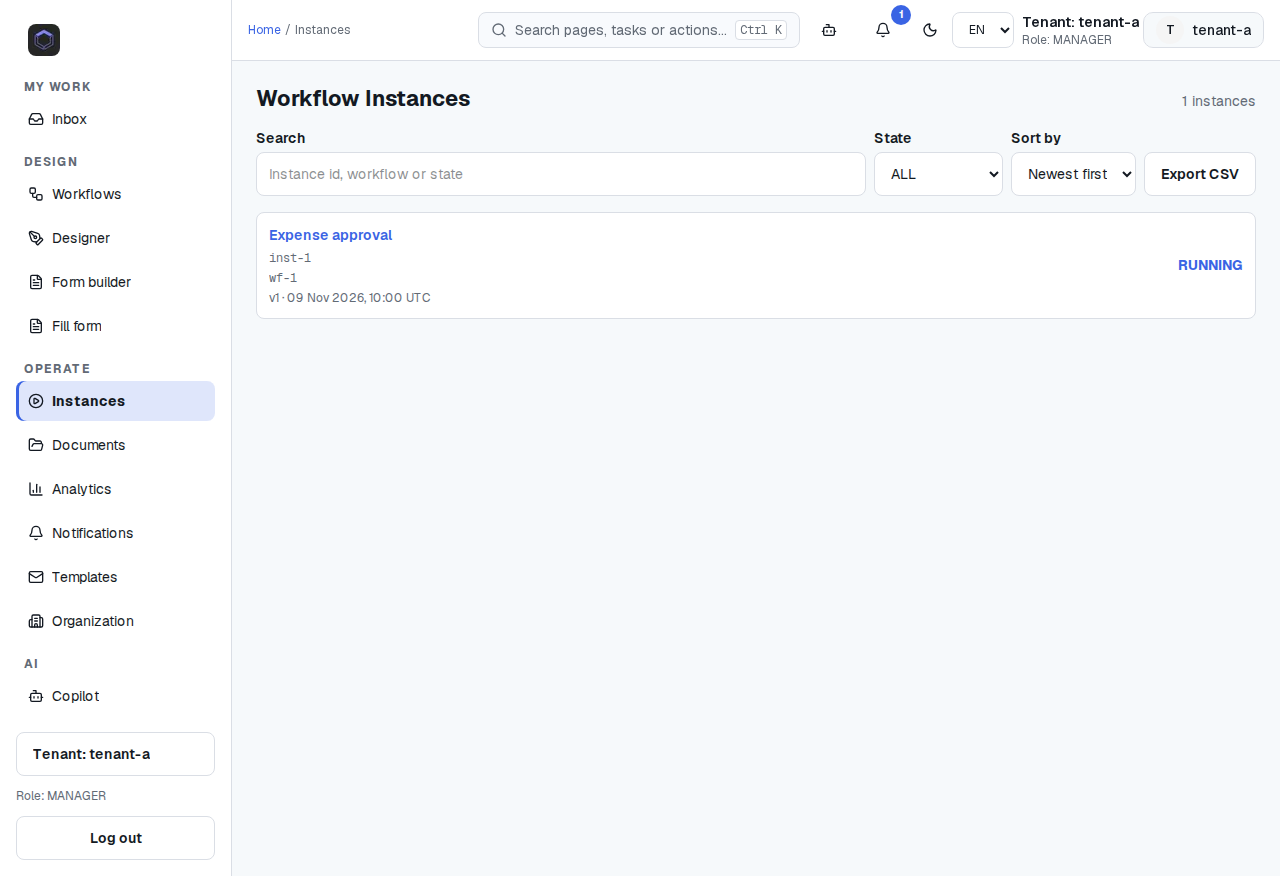 MY WORK
Inbox
DESIGN
Workflows
Designer
Form builder
Fill form
OPERATE
Instances
Documents
Analytics
Notifications
Templates
Organization
AI
Copilot
Tenant: tenant-a
Role: MANAGER
Log out
Home / Instances
Search pages, tasks or actions... Ctrl K
1
EN
Tenant: tenant-a
Role: MANAGER
T tenant-a
Workflow Instances
1 instances
Search
State
Sort by
Instance id, workflow or state
ALL
Newest first
Export CSV
Expense approval
inst-1
wf-1
v1 · 09 Nov 2026, 10:00 UTC
RUNNING